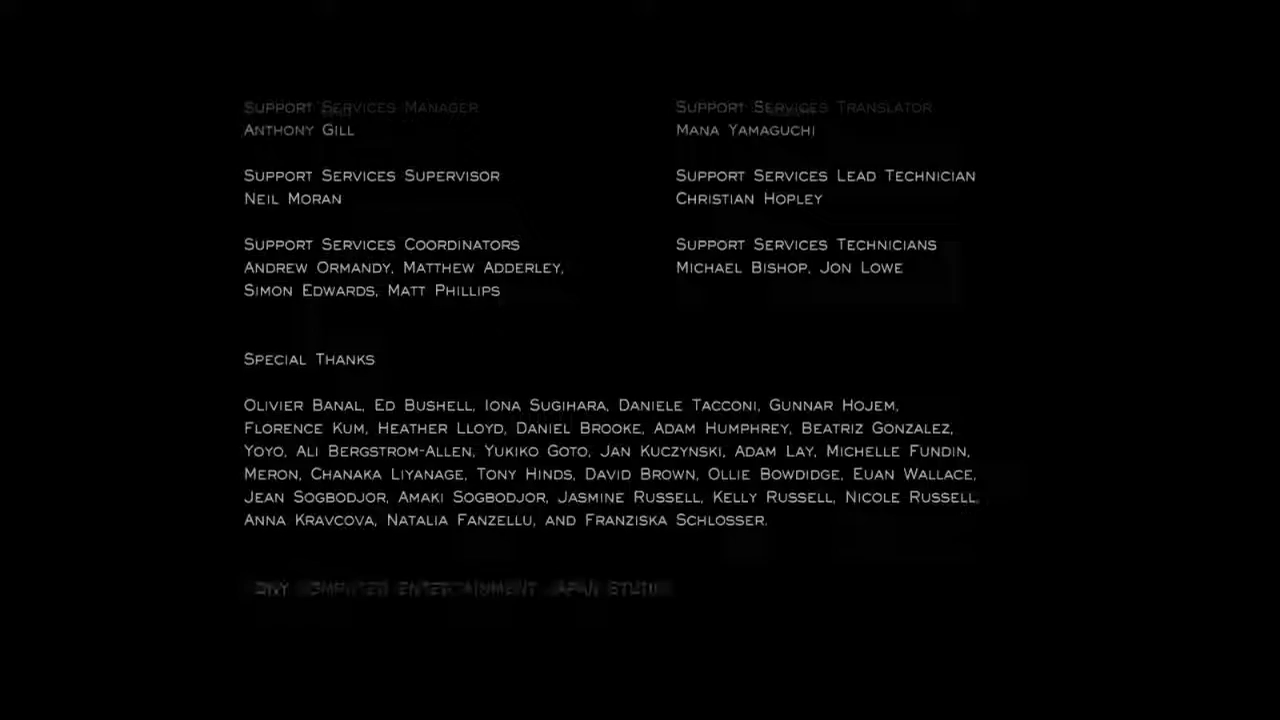 Support Services Manager
Anthony Gill
Support Services Supervisor
Neil Moran
Support Services Coordinators
Andrew Ormandy, Matthew Adderley,
Simon Edwards, Matt Phillips
Support Services Translator
Mana Yamaguchi
Support Services Lead Technician
Christian Hopley
Support Services Technicians
Michael Bishop, Jon Lowe
Special Thanks
Olivier Banal, Ed Bushell, Iona Sugihara, Daniele Tacconi, Gunnar Hojem,
Florence Kum, Heather Lloyd, Daniel Brooke, Adam Humphrey, Beatriz Gonzalez,
Yoyo, Ali Bergstrom-Allen, Yukiko Goto, Jan Kuczynski, Adam Lay, Michelle Fundin,
Meron, Chanaka Liyanage, Tony Hinds, David Brown, Ollie Bowdidge, Euan Wallace,
Jean Sogbodjor, Amaki Sogbodjor, Jasmine Russell, Kelly Russell, Nicole Russell,
Anna Kravcova, Natalia Fanzellu, and Franziska Schlosser.
Sony Computer Entertainment Japan Studio